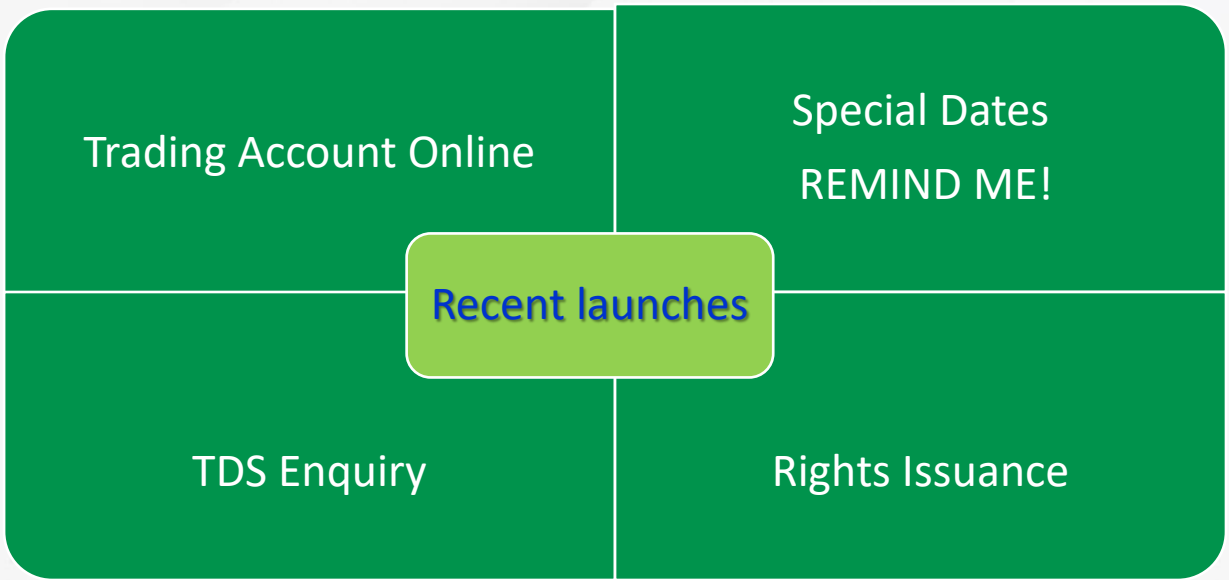 Trading Account Online
Special Dates
REMIND ME!
Recent launches
TDS Enquiry
Rights Issuance